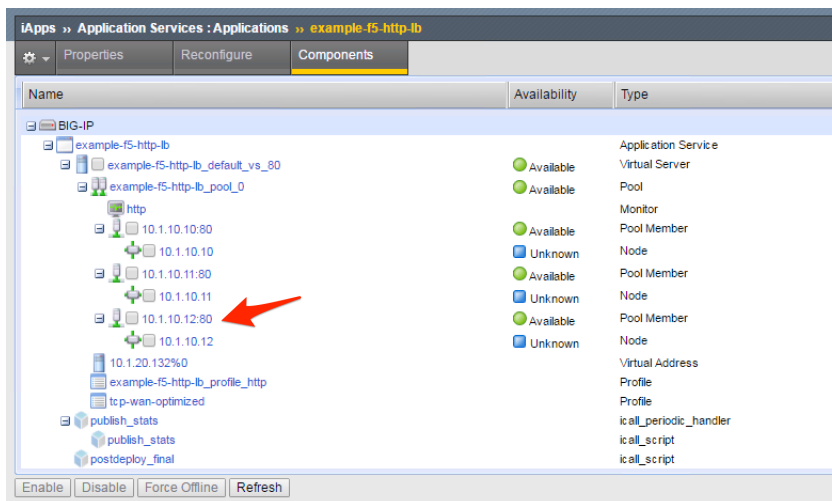 iApps ›› Application Services : Applications ›› example-f5-http-lb
Properties Reconfigure Components
Name Availability Type
BIG-IP
example-f5-http-lb Application Service
example-f5-http-lb_default_vs_80 Available Virtual Server
example-f5-http-lb_pool_0 Available Pool
http Monitor
10.1.10.10:80 Available Pool Member
10.1.10.10 Unknown Node
10.1.10.11:80 Available Pool Member
10.1.10.11 Unknown Node
10.1.10.12:80 Available Pool Member
10.1.10.12 Unknown Node
10.1.20.132%0 Virtual Address
example-f5-http-lb_profile_http Profile
tcp-wan-optimized Profile
publish_stats icall_periodic_handler
publish_stats icall_script
postdeploy_final icall_script
Enable Disable Force Offline Refresh